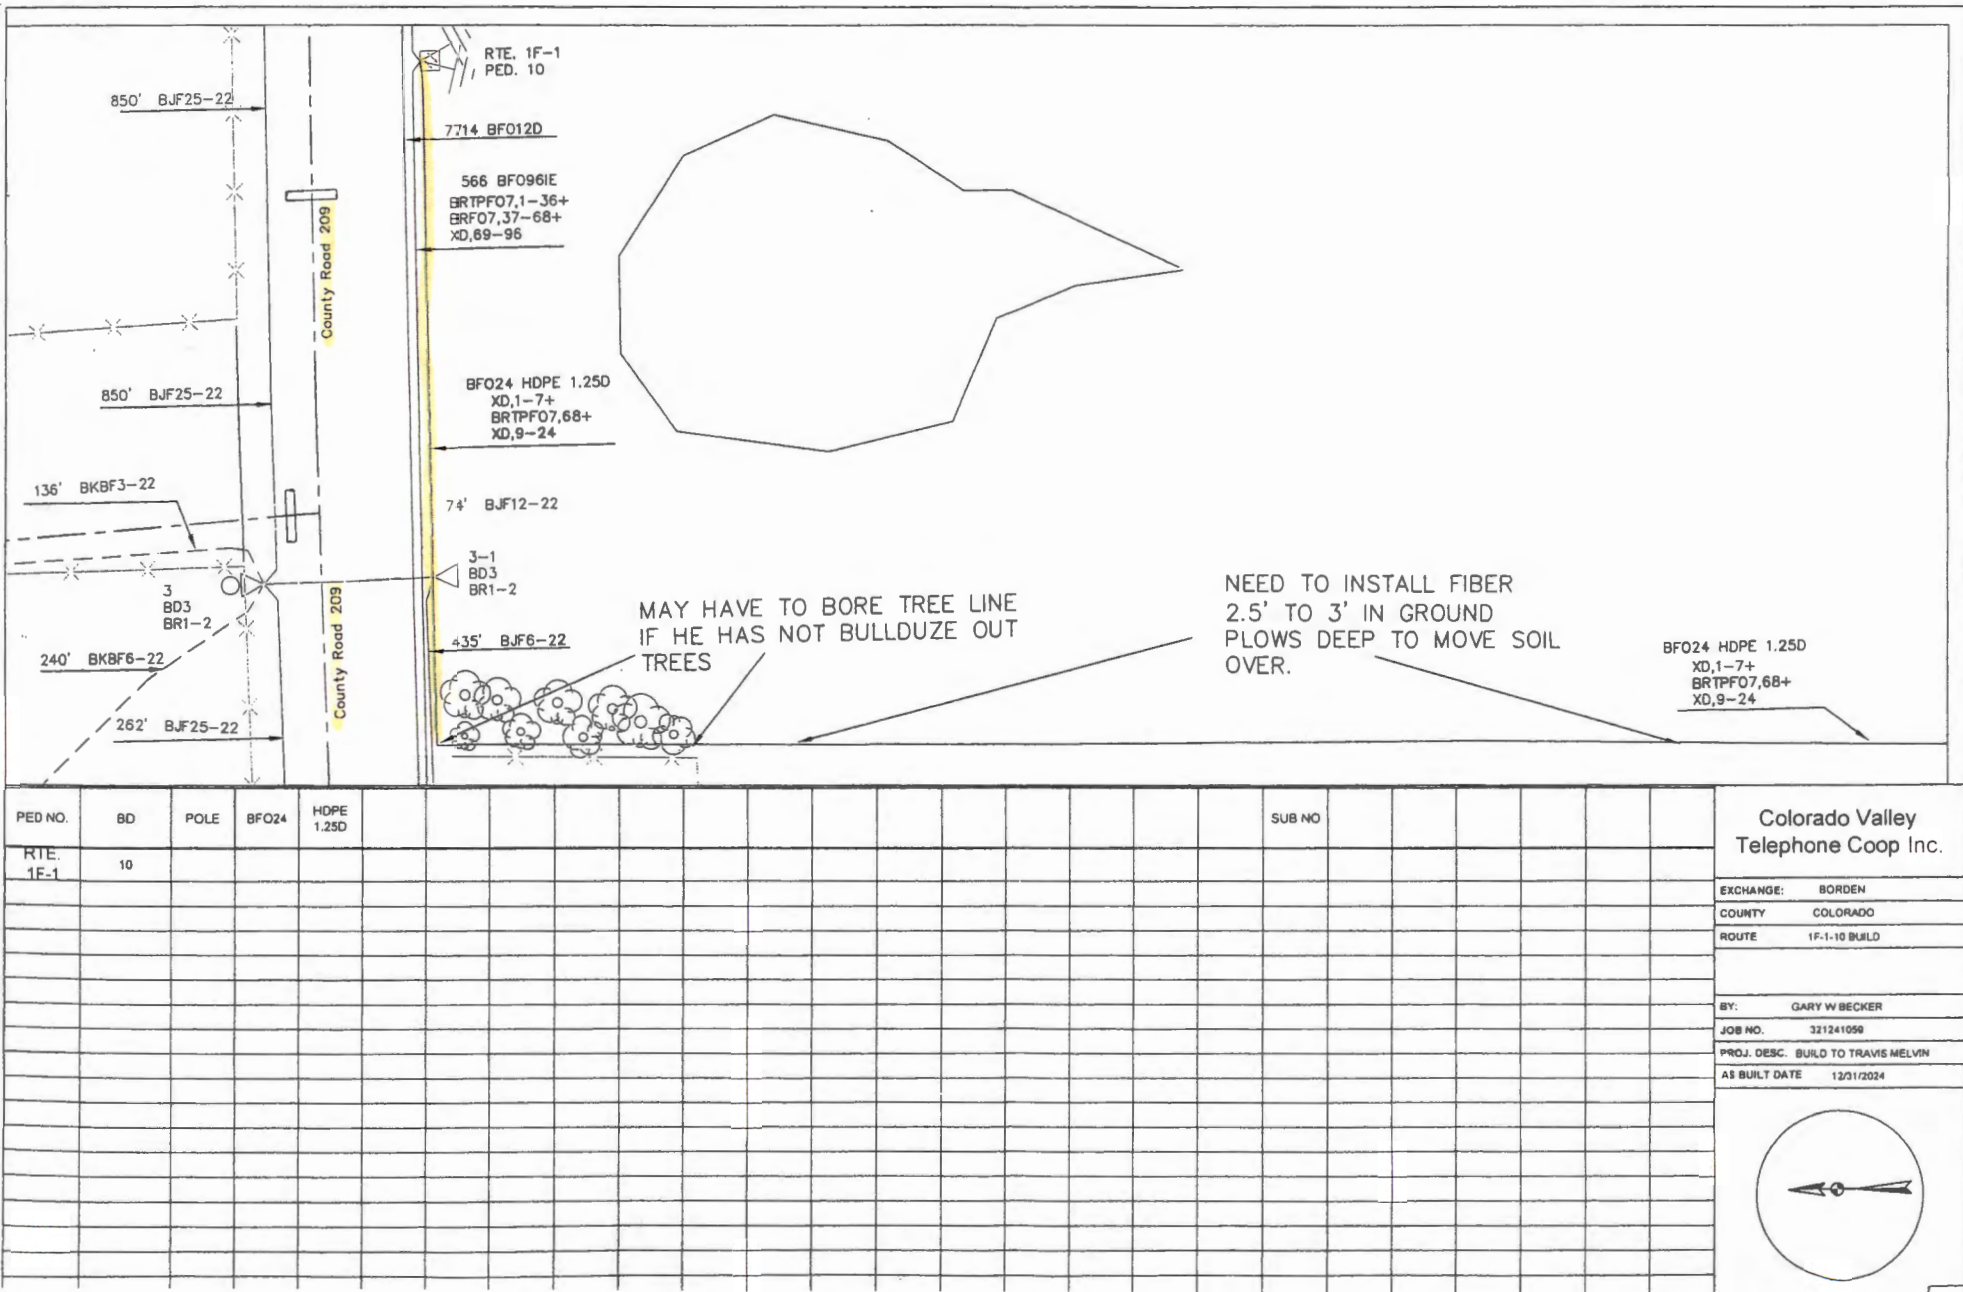 RTE. 1F-1
PED. 10
850' BJF25-22
7714 BFO12D
566 BFO96IE
BRTPF07,1-36+
BRF07,37-68+
XD,69-96
County Road 209
850' BJF25-22
BFO24 HDPE 1.25D
XD,1-7+
BRTPF07,68+
XD,9-24
136' BKBF3-22
74' BJF12-22
3
BD3
BR1-2
3-1
BD3
BR1-2
County Road 209
240' BKBF6-22
435' BJF6-22
262' BJF25-22
MAY HAVE TO BORE TREE LINE
IF HE HAS NOT BULLDUZE OUT
TREES
NEED TO INSTALL FIBER
2.5' TO 3' IN GROUND
PLOWS DEEP TO MOVE SOIL
OVER.
BFO24 HDPE 1.25D
XD,1-7+
BRTPF07,68+
XD,9-24
PED NO. BD POLE BFO24 HDPE
1.25D
SUB NO
RTE.
1F-1
10
Colorado Valley
Telephone Coop Inc.
EXCHANGE: BORDEN
COUNTY COLORADO
ROUTE 1F-1-10 BUILD
BY: GARY W BECKER
JOB NO. 321241059
PROJ. DESC. BUILD TO TRAVIS MELVIN
AS BUILT DATE 12/31/2024